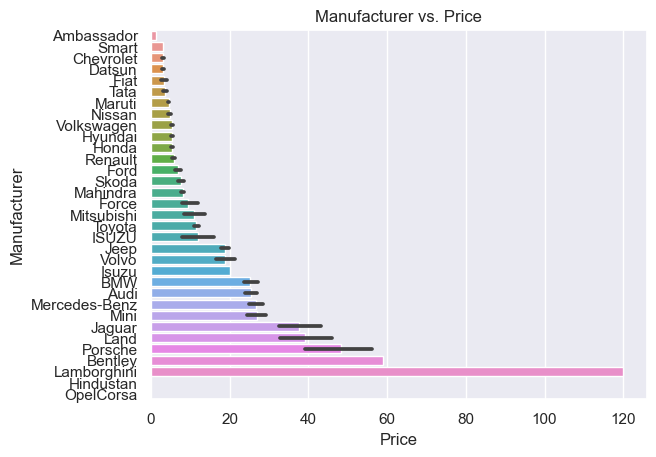 Manufacturer vs. Price
Ambassador
Smart
Chevrolet
Datsun
Fiat
Tata
Maruti
Nissan
Volkswagen
Hyundai
Honda
Renault
Ford
Skoda
Mahindra
Force
Mitsubishi
Toyota
ISUZU
Jeep
Volvo
Isuzu
BMW
Audi
Mercedes-Benz
Mini
Jaguar
Land
Porsche
Bentley
Lamborghini
Hindustan
OpelCorsa
Manufacturer
0 20 40 60 80 100 120
Price